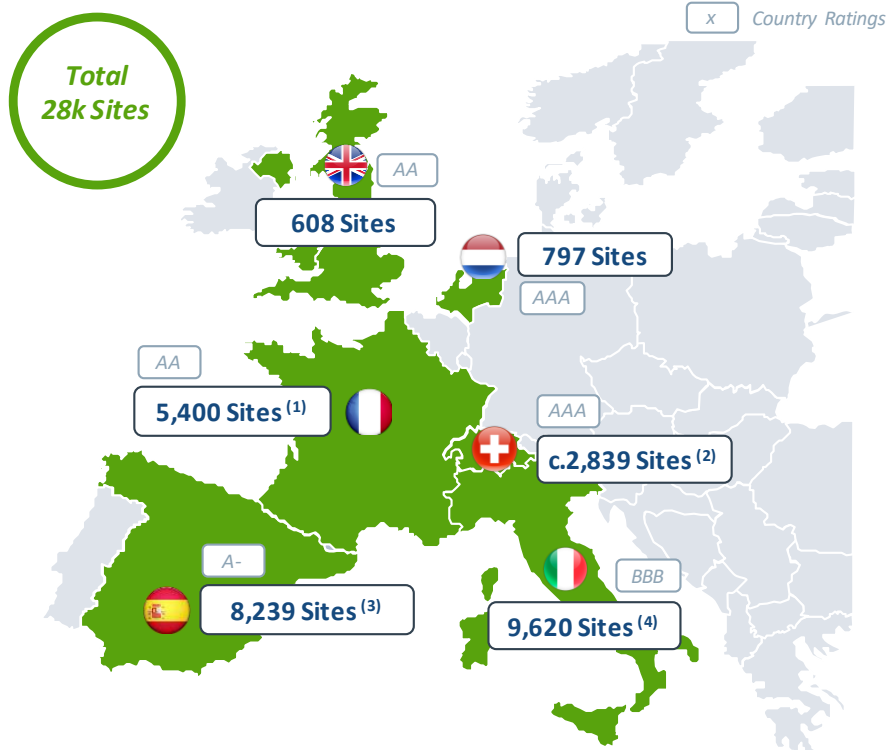 x Country Ratings
Total
28k Sites
AA
608 Sites
797 Sites
AAA
AA
5,400 Sites (1)
AAA
c.2,839 Sites (2)
A-
8,239 Sites (3)
BBB
9,620 Sites (4)